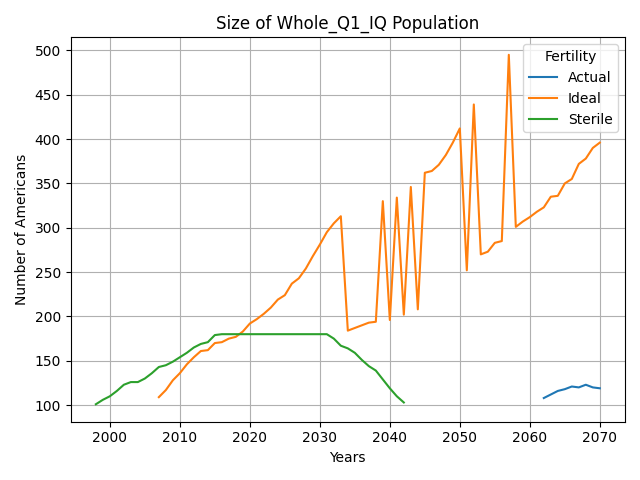 Size of Whole_Q1_IQ Population
Number of Americans
500
450
400
350
300
250
200
150
100
Fertility
Actual
Ideal
Sterile
2000 2010 2020 2030 2040 2050 2060 2070
Years